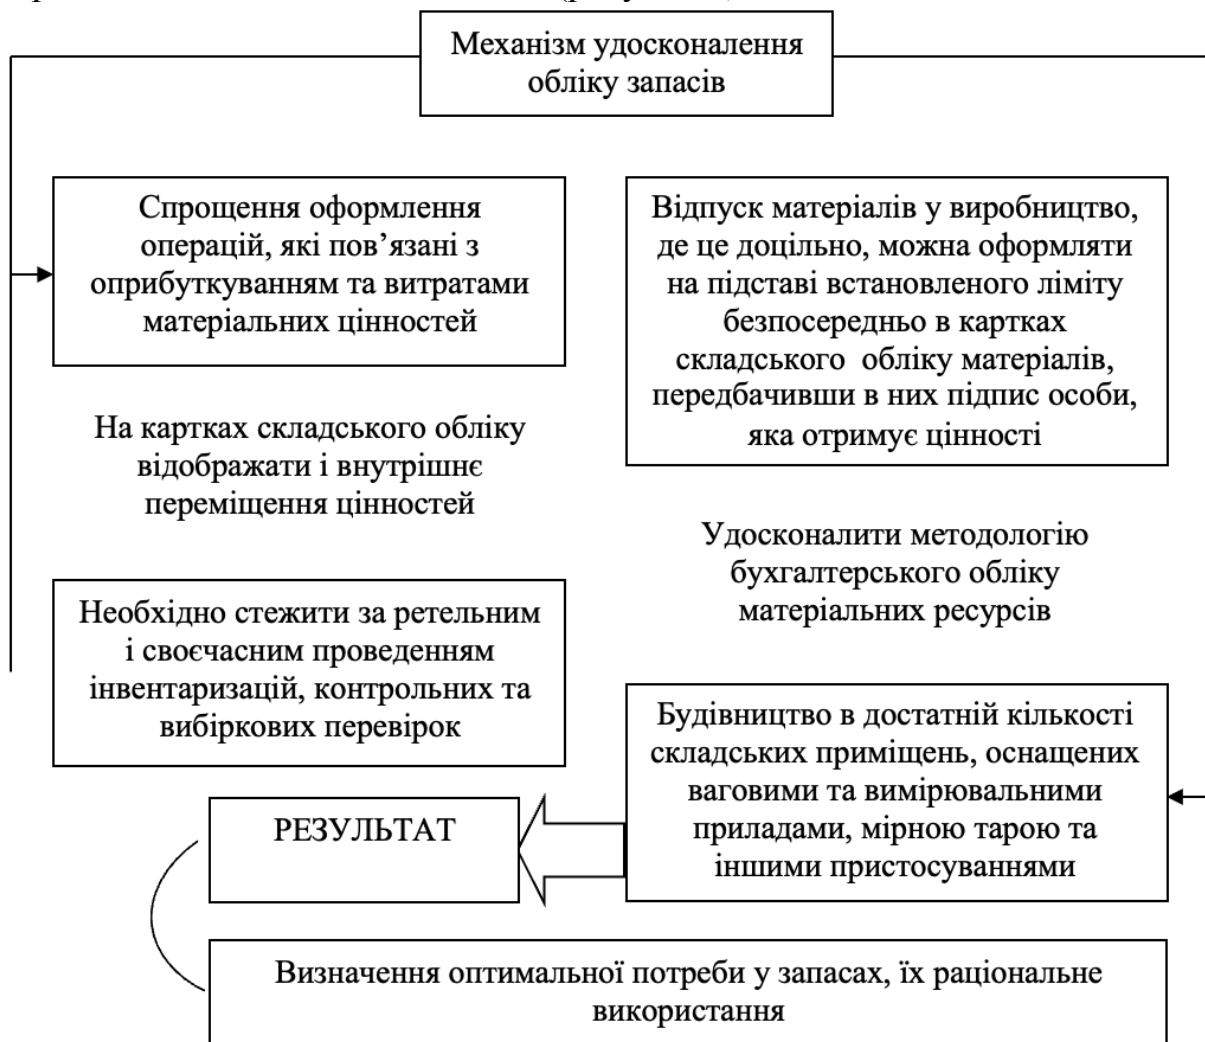 Механізм удосконалення
обліку запасів
Спрощення оформлення
операцій, які пов’язані з
оприбуткуванням та витратами
матеріальних цінностей
На картках складського обліку
відображати і внутрішнє
переміщення цінностей
Необхідно стежити за ретельним
і своєчасним проведенням
інвентаризацій, контрольних та
вибіркових перевірок
Відпуск матеріалів у виробництво,
де це доцільно, можна оформляти
на підставі встановленого ліміту
безпосередньо в картках
складського обліку матеріалів,
передбачивши в них підпис особи,
яка отримує цінності
Удосконалити методологію
бухгалтерського обліку
матеріальних ресурсів
Будівництво в достатній кількості
складських приміщень, оснащених
ваговими та вимірювальними
приладами, мірною тарою та
іншими пристосуваннями
РЕЗУЛЬТАТ
Визначення оптимальної потреби у запасах, їх раціональне
використання